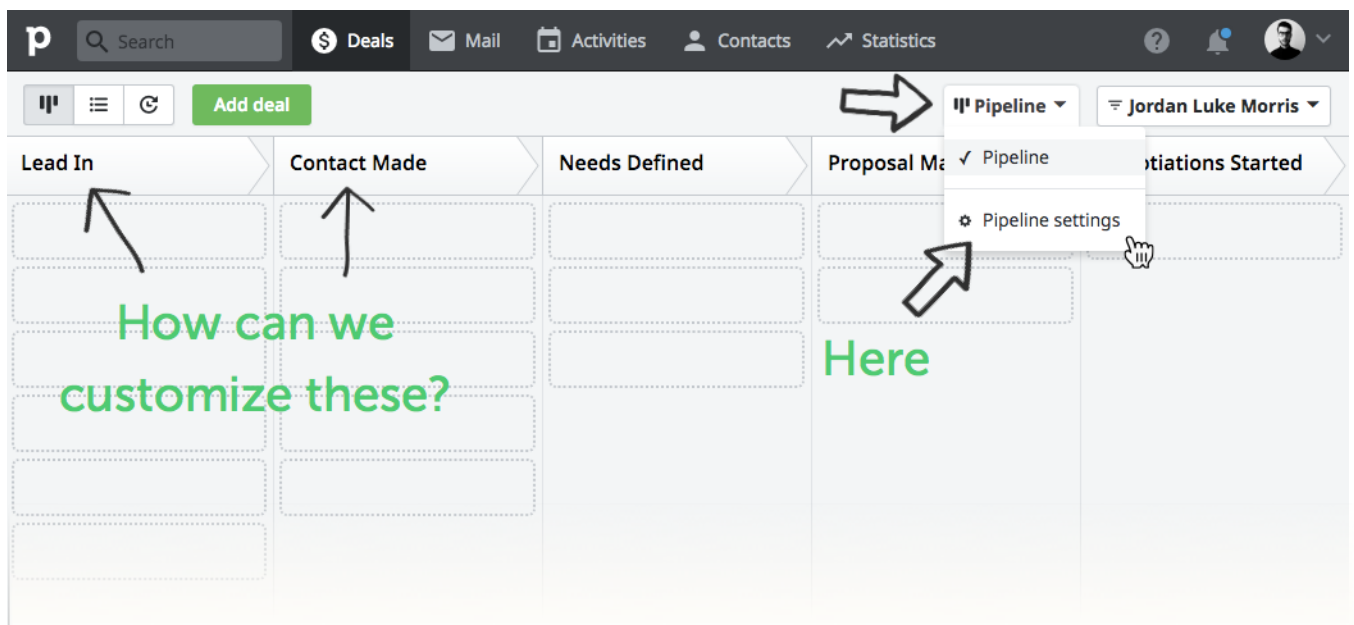 p Search Deals Mail Activities Contacts Statistics ?
Add deal Pipeline Jordan Luke Morris
Lead In Contact Made Needs Defined Proposal Ma otiations Started
✓ Pipeline
Pipeline settings
How can we
customize these?
Here